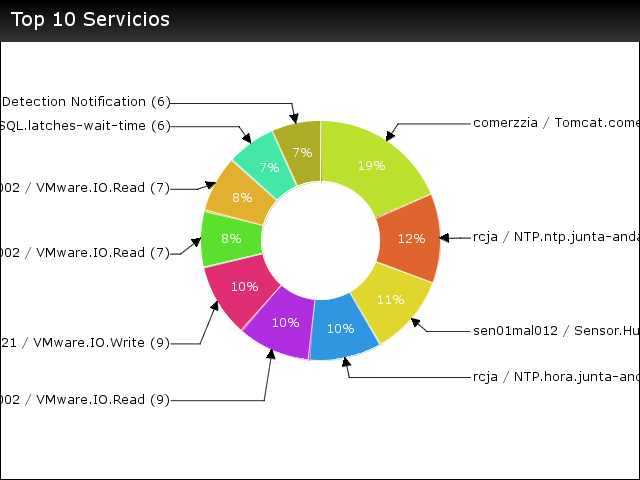 Top 10 Servicios
Detection Notification (6)
SQL.latches-wait-time (6)
002 / VMware.IO.Read (7)
002 / VMware.IO.Read (7)
21 / VMware.IO.Write (9)
002 / VMware.IO.Read (9)
comerzzia / Tomcat.come
rcja / NTP.ntp.junta-anda
sen01mal012 / Sensor.Hu
rcja / NTP.hora.junta-and
19%
12%
11%
10%
10%
10%
8%
8%
7%
7%